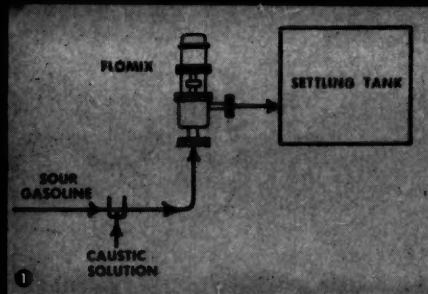 FLOMIX
SETTLING TANK
SOUR
GASOLINE
CAUSTIC
SOLUTION
1